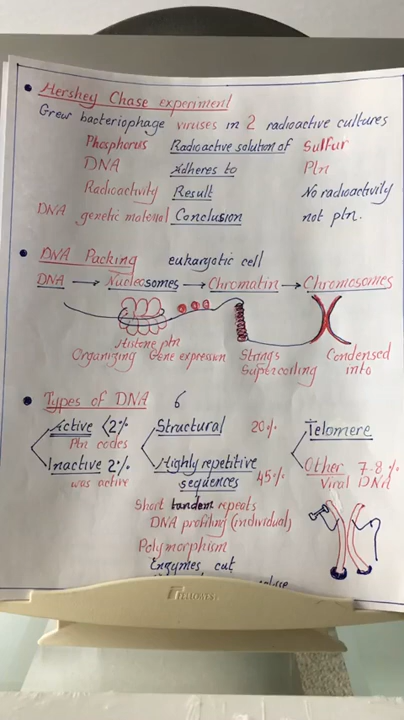 Hershey Chase experiment
Grew bacteriophage viruses in 2 radioactive cultures
Phosphorus Radioactive solution of Sulfur
DNA Adheres to Ptn
Radioactivity Result No radioactivity
DNA genetic material Conclusion not ptn.
DNA Packing eukaryotic cell
DNA → Nucleosomes → Chromatin → Chromosomes
Histone ptn
Organizing Gene expression Strings Condensed
Supercoiling into
Types of DNA 6
Active <2% Structural 20% Telomere
Ptn codes
Inactive 2% Highly repetitive Other 7-8%
was active sequences 45% Viral DNA
Short tandem repeats
DNA profiling (individual)
Polymorphism
Enzymes cut
FELLOWES